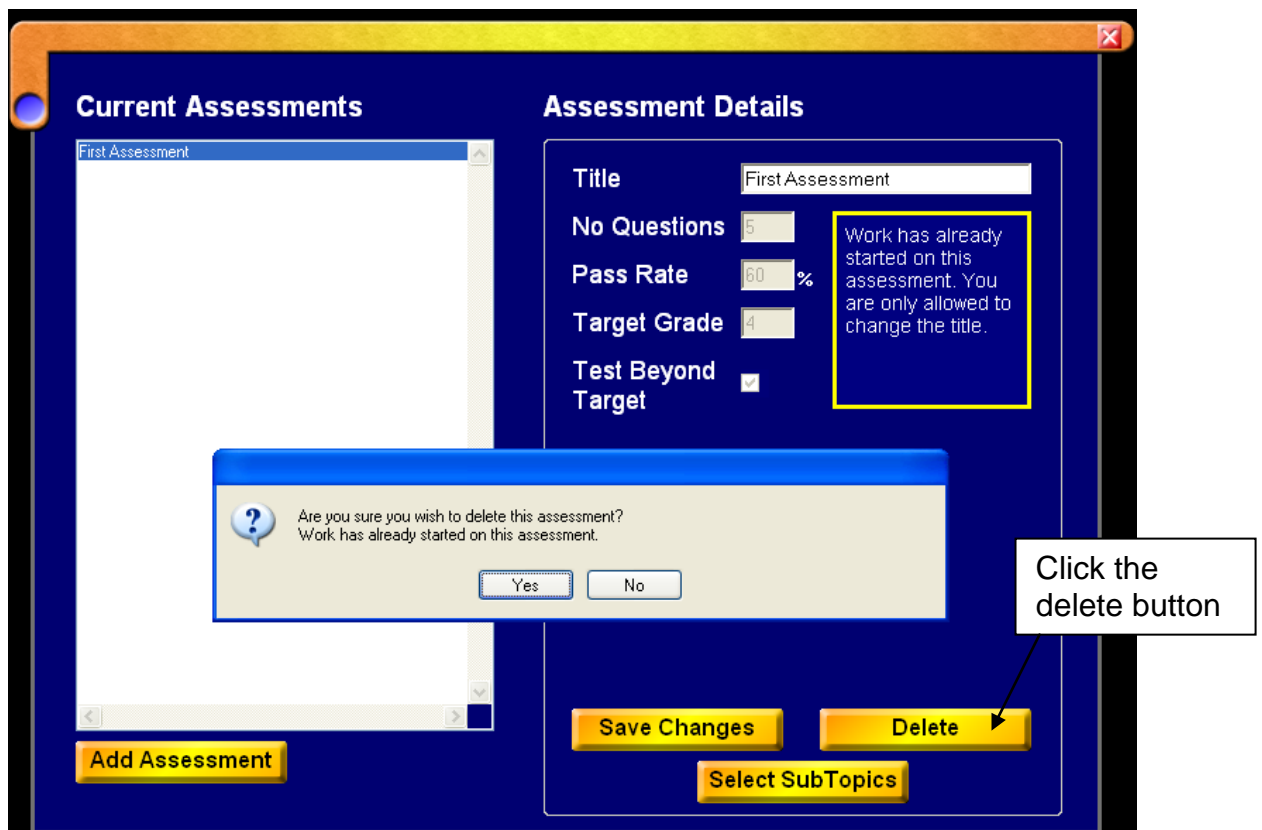 Current Assessments
First Assessment
Add Assessment
Assessment Details
Title First Assessment
No Questions 5
Pass Rate 60 %
Target Grade 4
Test Beyond
Target
Work has already
started on this
assessment. You
are only allowed to
change the title.
Are you sure you wish to delete this assessment?
Work has already started on this assessment.
Yes No
Click the
delete button
Save Changes Delete
Select SubTopics